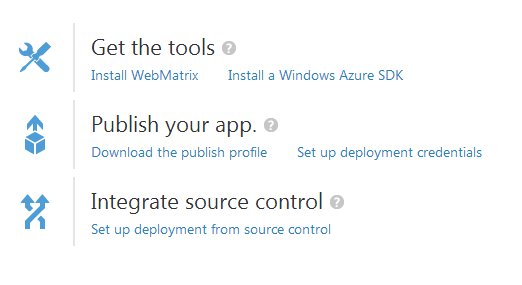 Get the tools ?
Install WebMatrix Install a Windows Azure SDK
Publish your app. ?
Download the publish profile Set up deployment credentials
Integrate source control ?
Set up deployment from source control